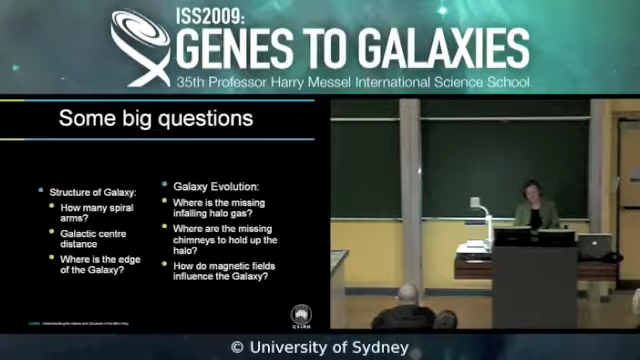 ISS2009:
GENES TO GALAXIES
35th Professor Harry Messel International Science School
Some big questions
Structure of Galaxy:
How many spiral
arms?
Galactic centre
distance
Where is the edge
of the Galaxy?
Galaxy Evolution:
Where is the missing
infalling halo gas?
Where are the missing
chimneys to hold up the
halo?
How do magnetic fields
influence the Galaxy?
CSIRO
© University of Sydney